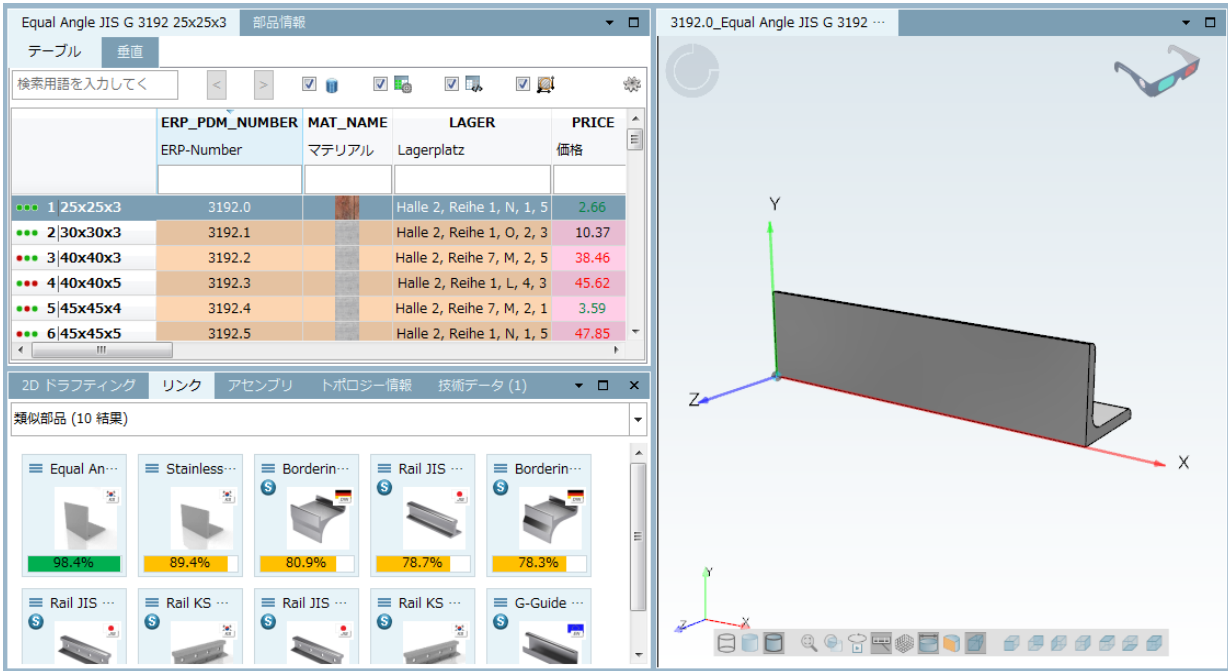 Equal Angle JIS G 3192 25x25x3 部品情報
テーブル 垂直
検索用語を入力してく < >
ERP_PDM_NUMBER MAT_NAME LAGER PRICE
ERP-Number マテリアル Lagerplatz 価格
1 25x25x3 3192.0 Halle 2, Reihe 1, N, 1, 5 2.66
2 30x30x3 3192.1 Halle 2, Reihe 1, O, 2, 3 10.37
3 40x40x3 3192.2 Halle 2, Reihe 7, M, 2, 5 38.46
4 40x40x5 3192.3 Halle 2, Reihe 1, L, 4, 3 45.62
5 45x45x4 3192.4 Halle 2, Reihe 7, M, 2, 1 3.59
6 45x45x5 3192.5 Halle 2, Reihe 1, N, 1, 5 47.85
2D ドラフティング リンク アセンブリ トポロジー情報 技術データ (1)
類似部品 (10 結果)
Equal An··· Stainless··· Borderin··· Rail JIS ··· Borderin···
S S S
98.4% 89.4% 80.9% 78.7% 78.3%
Rail JIS ··· Rail KS ··· Rail JIS ··· Rail KS ··· G-Guide ···
S S S S S
3192.0_Equal Angle JIS G 3192 ···
Y
Z
X
Y
Z X